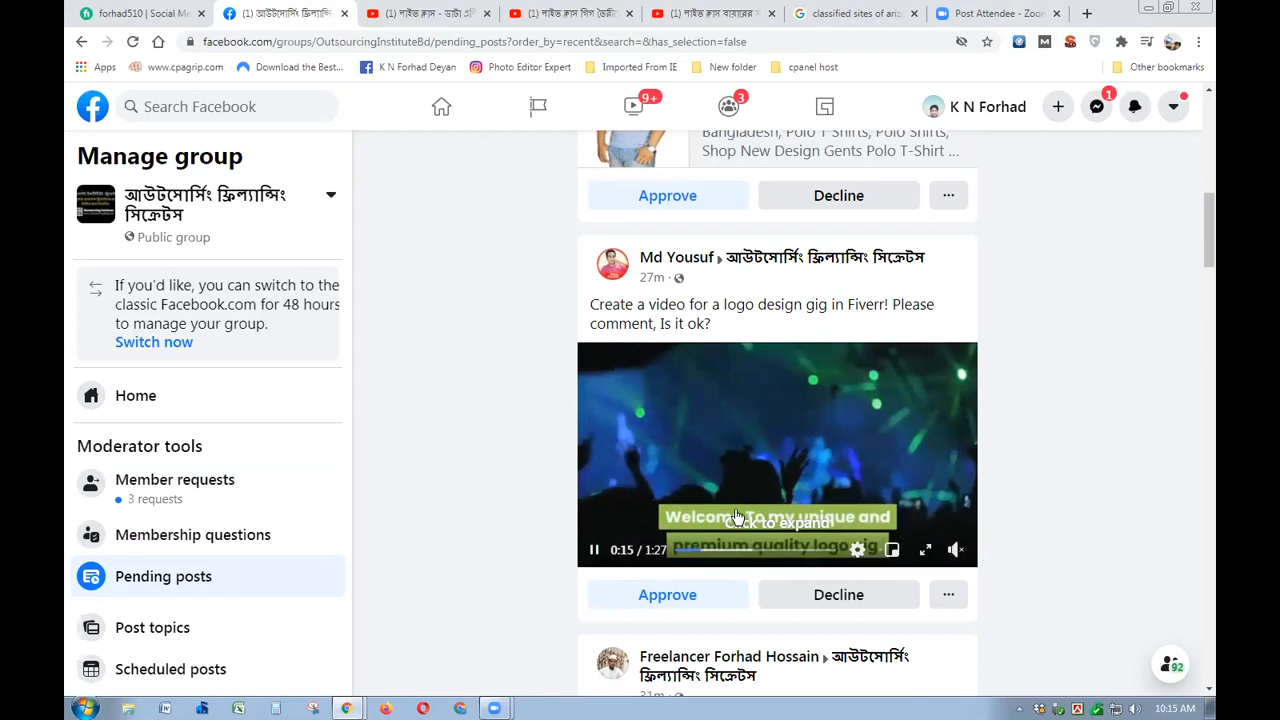 forhad510 | Social Me
(1) আউটসোর্সিং ফ্রিল্যান্সিং
(1) লাইভ ক্লাস - ডাটা এন্ট্রি
(1) লাইভ ক্লাস গিগ তৈরী
(1) লাইভ ক্লাস বায়ারের স
classified sites of ariz
Post Attendee - Zoom
facebook.com/groups/OutsourcingInstituteBd/pending_posts?order_by=recent&search=&has_selection=false
Apps
www.cpagrip.com
Download the Best...
K N Forhad Deyan
Photo Editor Expert
Imported From IE
New folder
cpanel host
Other bookmarks
Search Facebook
9+
3
K N Forhad
1
Manage group
আউটসোর্সিং ফ্রিল্যান্সিং
সিক্রেটস
Public group
If you'd like, you can switch to the
classic Facebook.com for 48 hours
to manage your group.
Switch now
Home
Moderator tools
Member requests
3 requests
Membership questions
Pending posts
Post topics
Scheduled posts
Bangladesh, Polo T Shirts, Polo Shirts,
Shop New Design Gents Polo T-Shirt ...
Approve
Decline
Md Yousuf ▸ আউটসোর্সিং ফ্রিল্যান্সিং সিক্রেটস
27m
Create a video for a logo design gig in Fiverr! Please
comment, Is it ok?
Welcome To my unique and
Click to expand
premium quality logo gig
0:15 / 1:27
Approve
Decline
Freelancer Forhad Hossain ▸ আউটসোর্সিং
ফ্রিল্যান্সিং সিক্রেটস
31m
92
10:15 AM